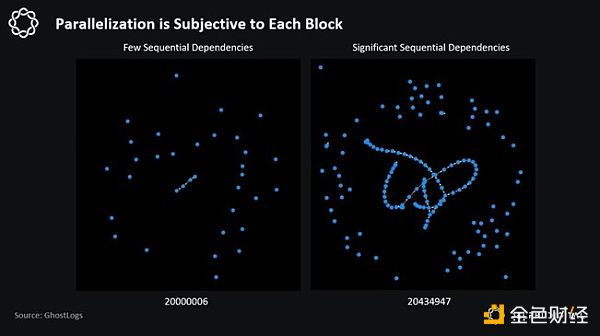 Parallelization is Subjective to Each Block
Few Sequential Dependencies
Significant Sequential Dependencies
20000006
20434947
Source: GhostLogs
金色财经